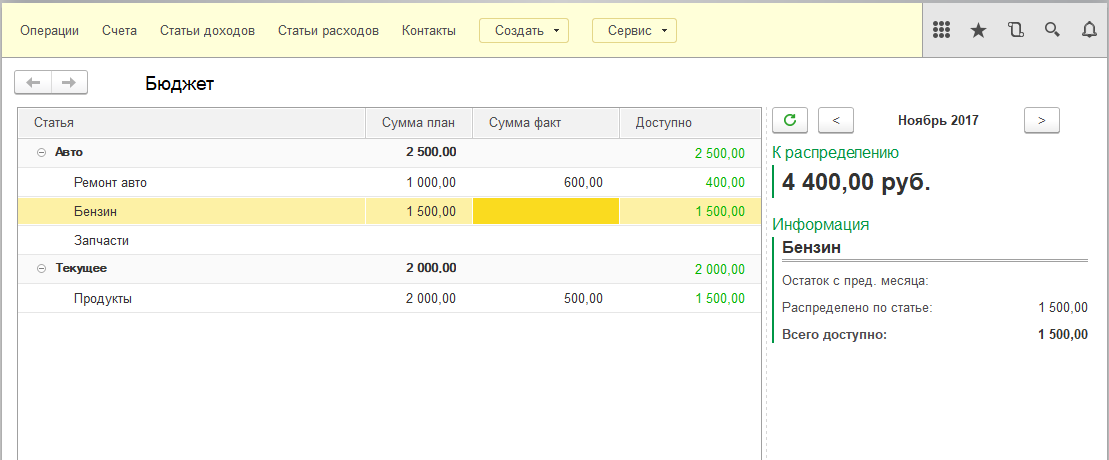 Операции Счета Статьи доходов Статьи расходов Контакты Создать Сервис
Бюджет
Статья Сумма план Сумма факт Доступно
Авто 2 500,00 2 500,00
Ремонт авто 1 000,00 600,00 400,00
Бензин 1 500,00 1 500,00
Запчасти
Текущее 2 000,00 2 000,00
Продукты 2 000,00 500,00 1 500,00
< Ноябрь 2017 >
К распределению
4 400,00 руб.
Информация
Бензин
Остаток с пред. месяца:
Распределено по статье: 1 500,00
Всего доступно: 1 500,00